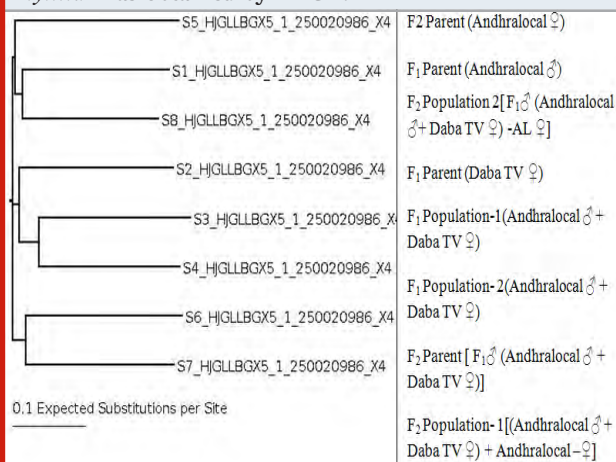 S5_HJGLLBGX5_1_250020986_X4
S1_HJGLLBGX5_1_250020986_X4
S8_HJGLLBGX5_1_250020986_X4
S2_HJGLLBGX5_1_250020986_X4
S3_HJGLLBGX5_1_250020986_X
S4_HJGLLBGX5_1_250020986_X4
S6_HJGLLBGX5_1_250020986_X4
S7_HJGLLBGX5_1_250020986_X4
0.1 Expected Substitutions per Site
F2 Parent (Andhralocal ♀)
F₁ Parent (Andhralocal ♂)
F₂ Population 2[ F₁♂ (Andhralocal
♂+ Daba TV ♀) -AL ♀]
F₁ Parent (Daba TV ♀)
F₁ Population-1(Andhralocal ♂ +
Daba TV ♀)
F₁ Population- 2(Andhralocal ♂ +
Daba TV ♀)
F₂ Parent [ F₁♂ (Andhralocal ♂ +
Daba TV ♀)]
F₂ Population- 1[(Andhralocal ♂ +
Daba TV ♀) + Andhralocal–♀]